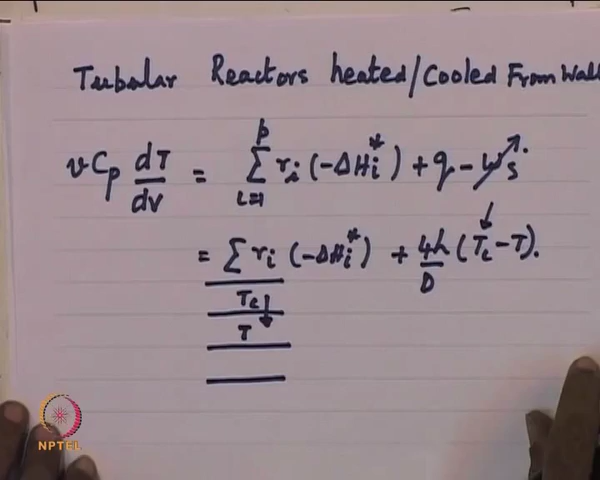 Tubular Reactors heated/Cooled From Wall
vCp dT/dV = Σ_{i=1}^{p} ri (-ΔHi*) + q - Ws
= Σ ri (-ΔHi*) + 4h/D (Tc - T).
Tc
T
NPTEL